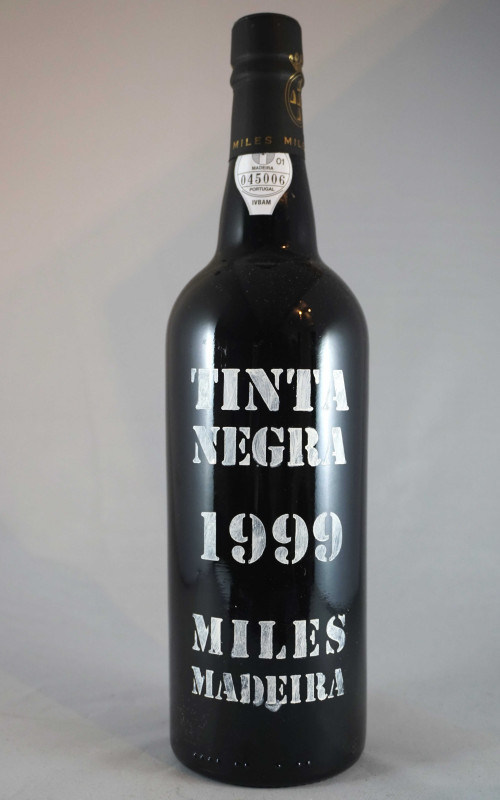 MILES MIL
01
MADEIRA
045006
PORTUGAL
IVBAM
TINTA
NEGRA
1999
MILES
MADEIRA